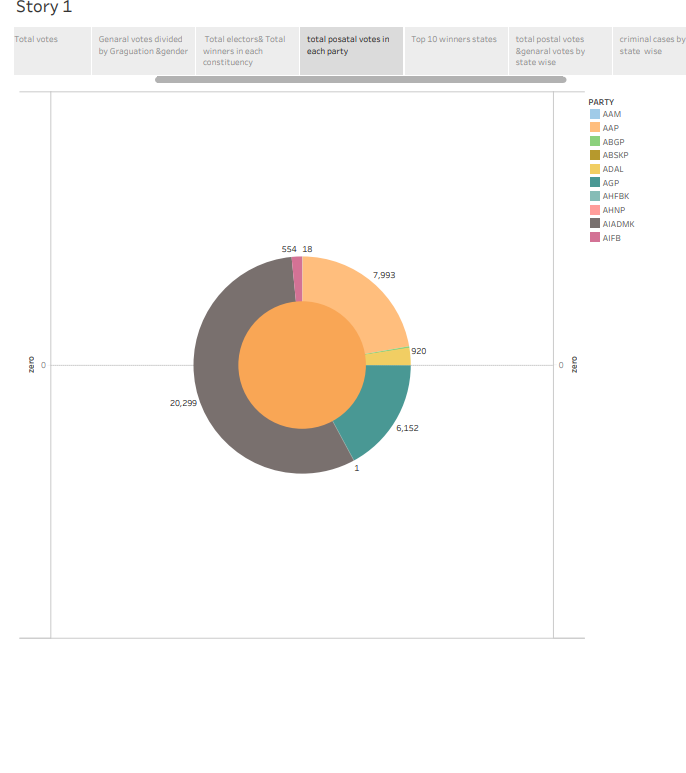 Story 1
Total votes
Genaral votes divided
by Graguation &gender
Total electors& Total
winners in each
constituency
total posatal votes in
each party
Top 10 winners states
total postal votes
&genaral votes by
state wise
criminal cases by
state wise
PARTY
AAM
AAP
ABGP
ABSKP
ADAL
AGP
AHFBK
AHNP
AIADMK
AIFB
554 18
7,993
920
zero 0
0 zero
20,299
6,152
1